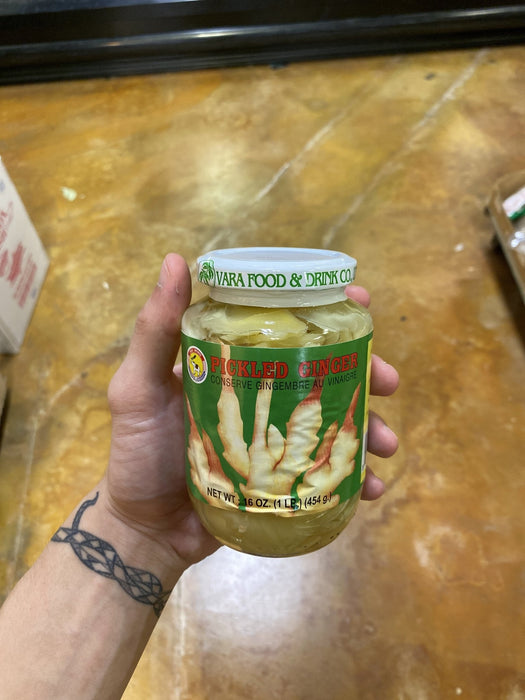 VARA FOOD & DRINK CO.
PICKLED GINGER
CONSERVE GINGEMBRE AU VINAIGRE
NET WT. 16 OZ. (1 LB.) (454 g.)